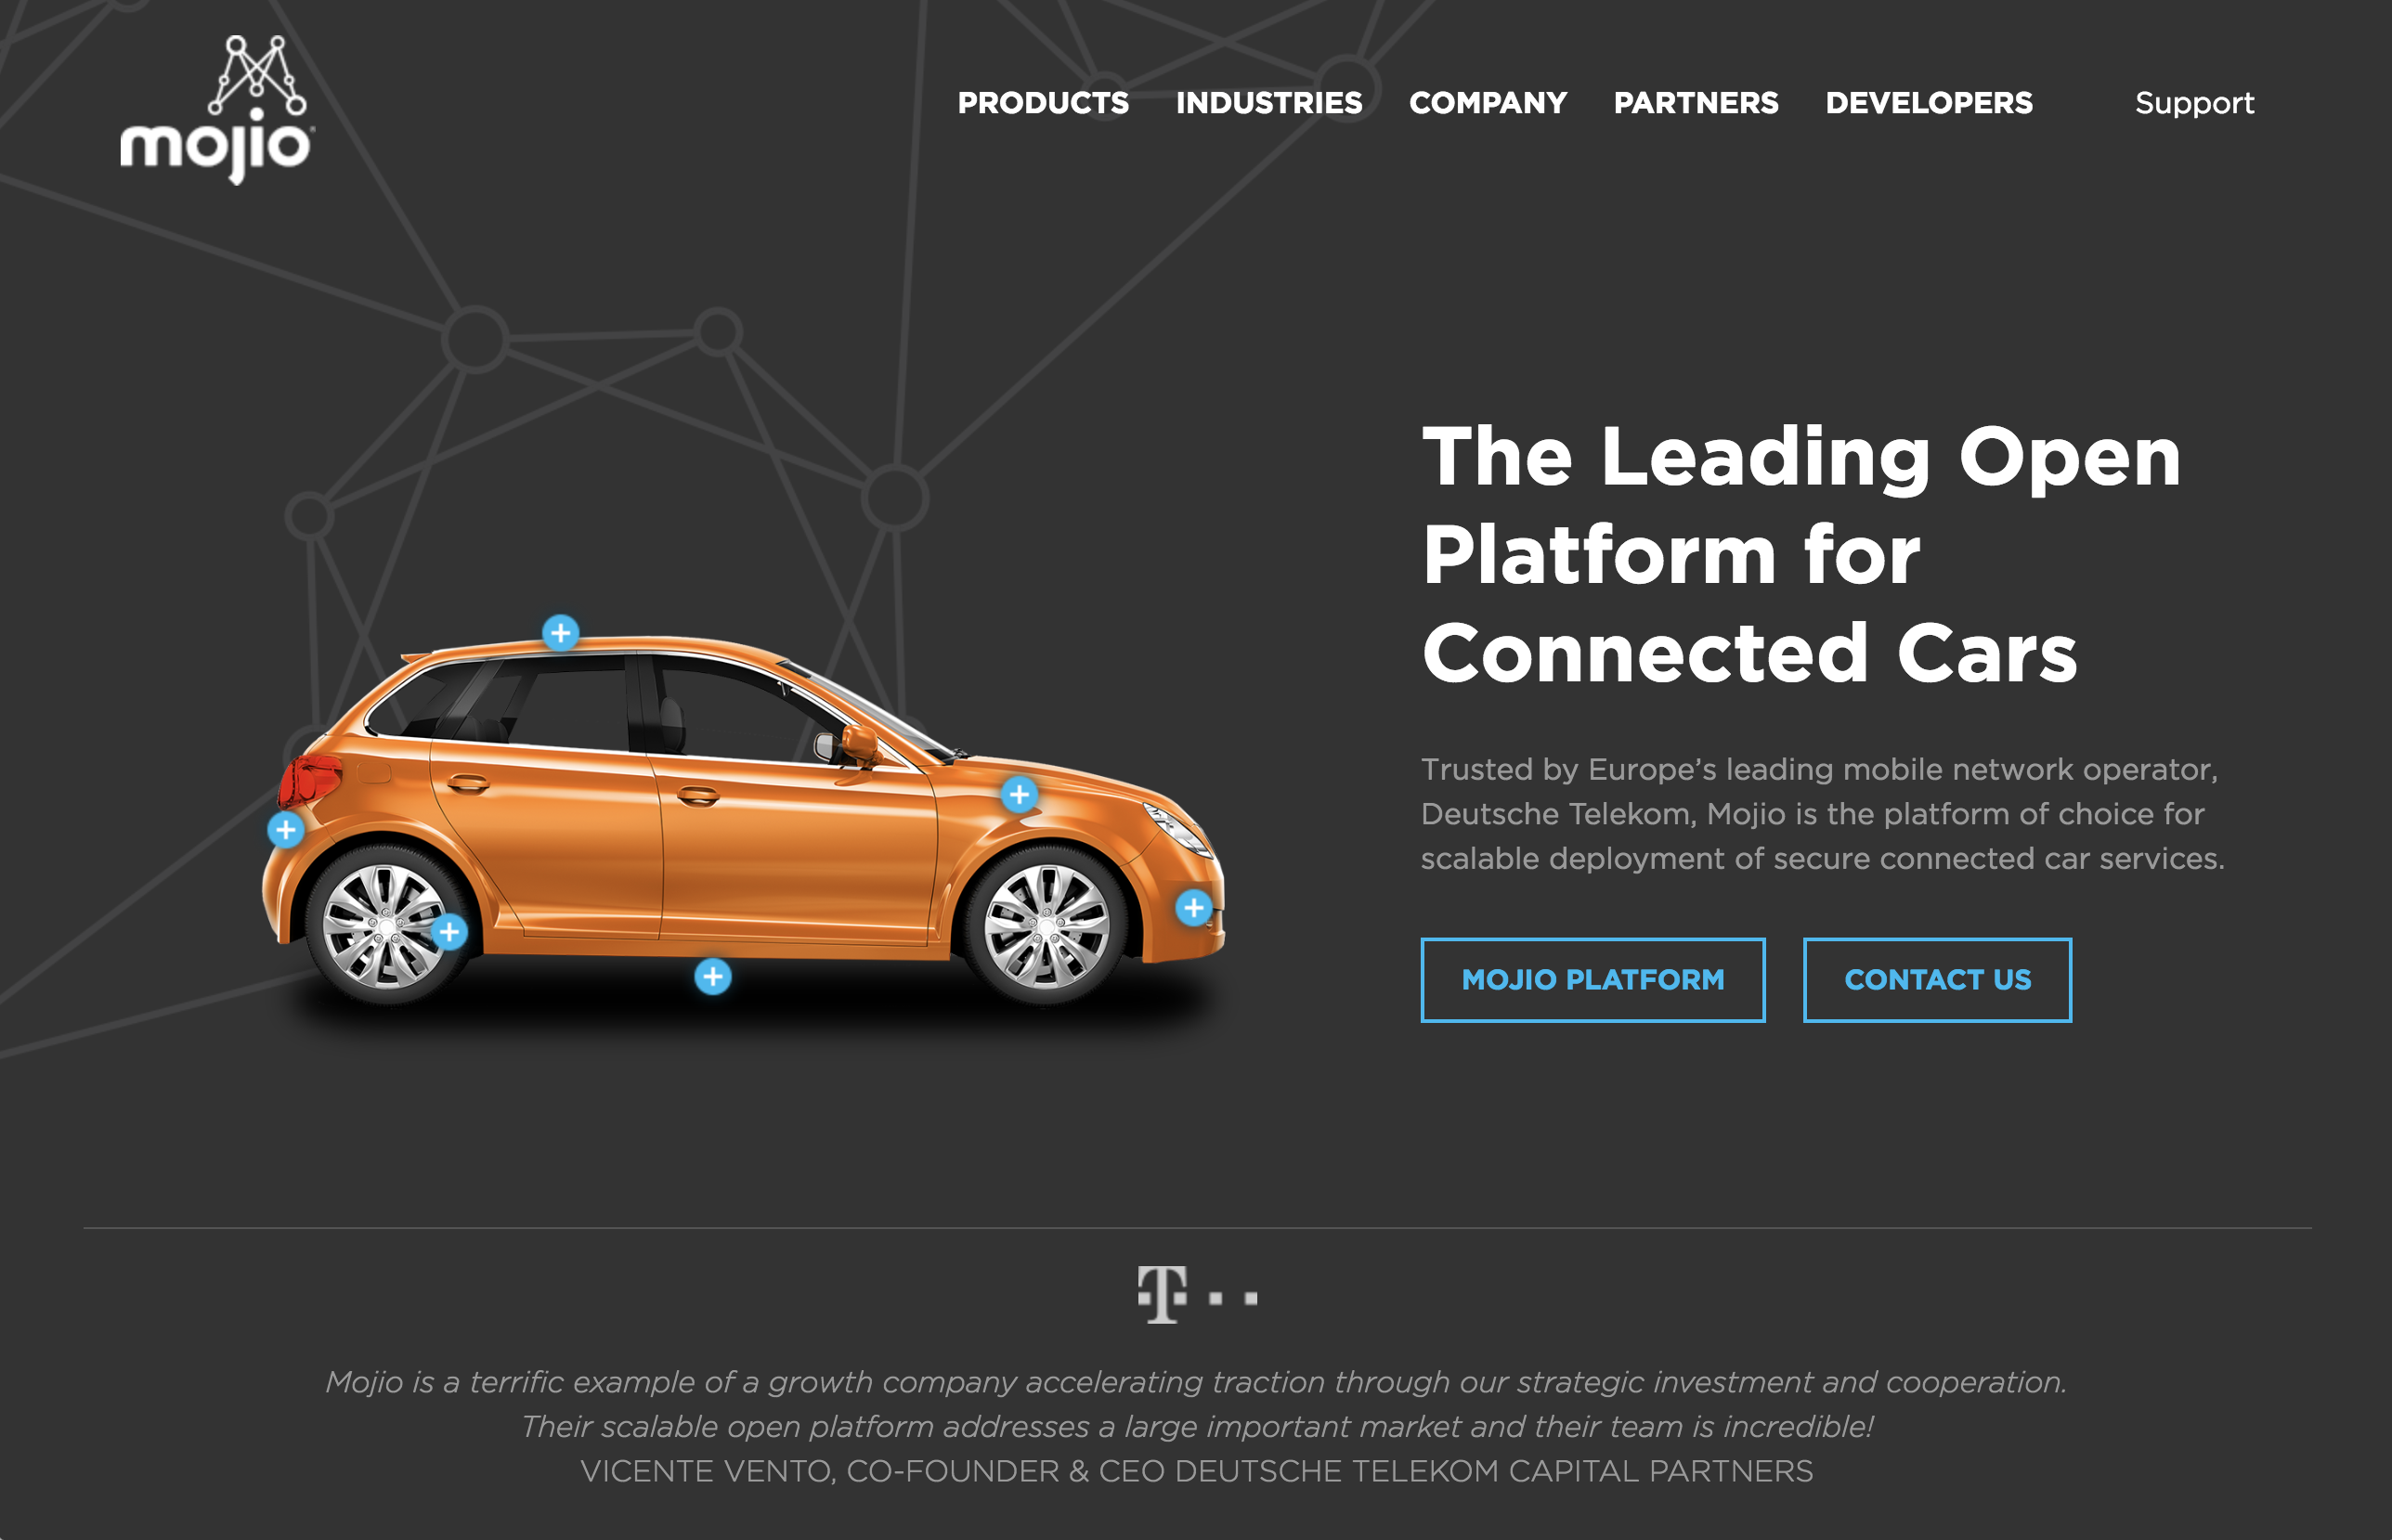 mojio
PRODUCTS INDUSTRIES COMPANY PARTNERS DEVELOPERS Support
The Leading Open
Platform for
Connected Cars
Trusted by Europe’s leading mobile network operator,
Deutsche Telekom, Mojio is the platform of choice for
scalable deployment of secure connected car services.
MOJIO PLATFORM CONTACT US
T
Mojio is a terrific example of a growth company accelerating traction through our strategic investment and cooperation.
Their scalable open platform addresses a large important market and their team is incredible!
VICENTE VENTO, CO-FOUNDER & CEO DEUTSCHE TELEKOM CAPITAL PARTNERS